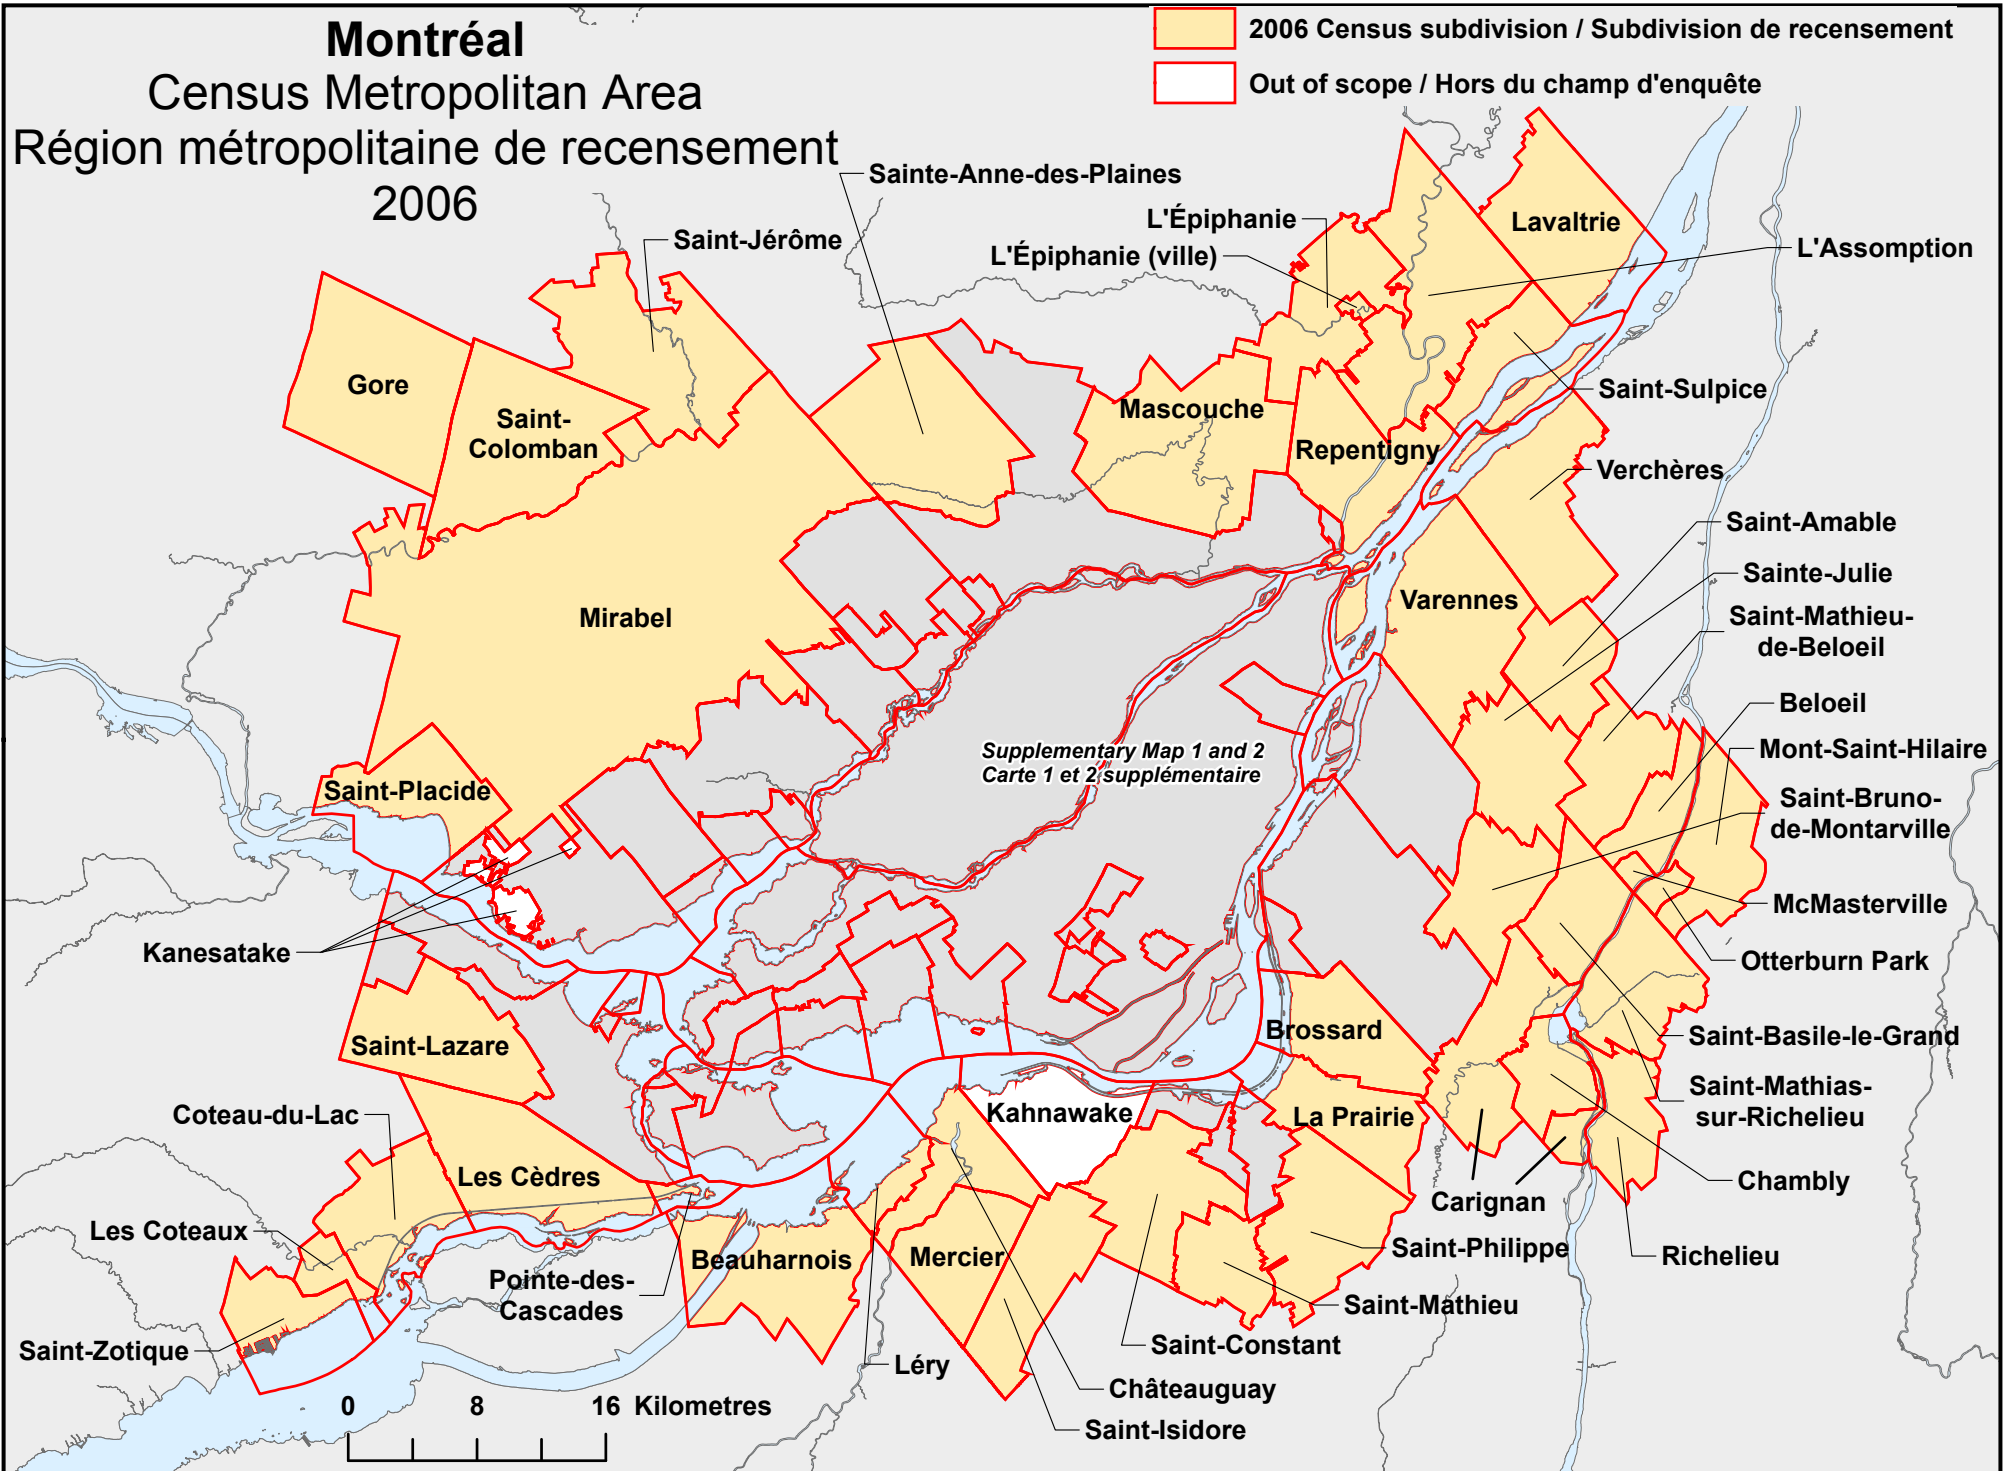 Montréal
Census Metropolitan Area
Région métropolitaine de recensement
2006
2006 Census subdivision / Subdivision de recensement
Out of scope / Hors du champ d'enquête
Sainte-Anne-des-Plaines
L'Épiphanie
Lavaltrie
Saint-Jérôme
L'Épiphanie (ville)
L'Assomption
Gore
Saint-
Colomban
Mascouche
Saint-Sulpice
Repentigny
Verchères
Saint-Amable
Sainte-Julie
Varennes
Mirabel
Saint-Mathieu-
de-Beloeil
Beloeil
Mont-Saint-Hilaire
Supplementary Map 1 and 2
Carte 1 et 2 supplémentaire
Saint-Placide
Saint-Bruno-
de-Montarville
McMasterville
Kanesatake
Otterburn Park
Brossard
Saint-Basile-le-Grand
Saint-Lazare
Saint-Mathias-
sur-Richelieu
Coteau-du-Lac
Kahnawake
La Prairie
Les Cèdres
Chambly
Carignan
Les Coteaux
Beauharnois
Mercier
Saint-Philippe
Richelieu
Pointe-des-
Cascades
Saint-Mathieu
Saint-Zotique
Saint-Constant
Léry
Châteauguay
Saint-Isidore
0 8 16 Kilometres